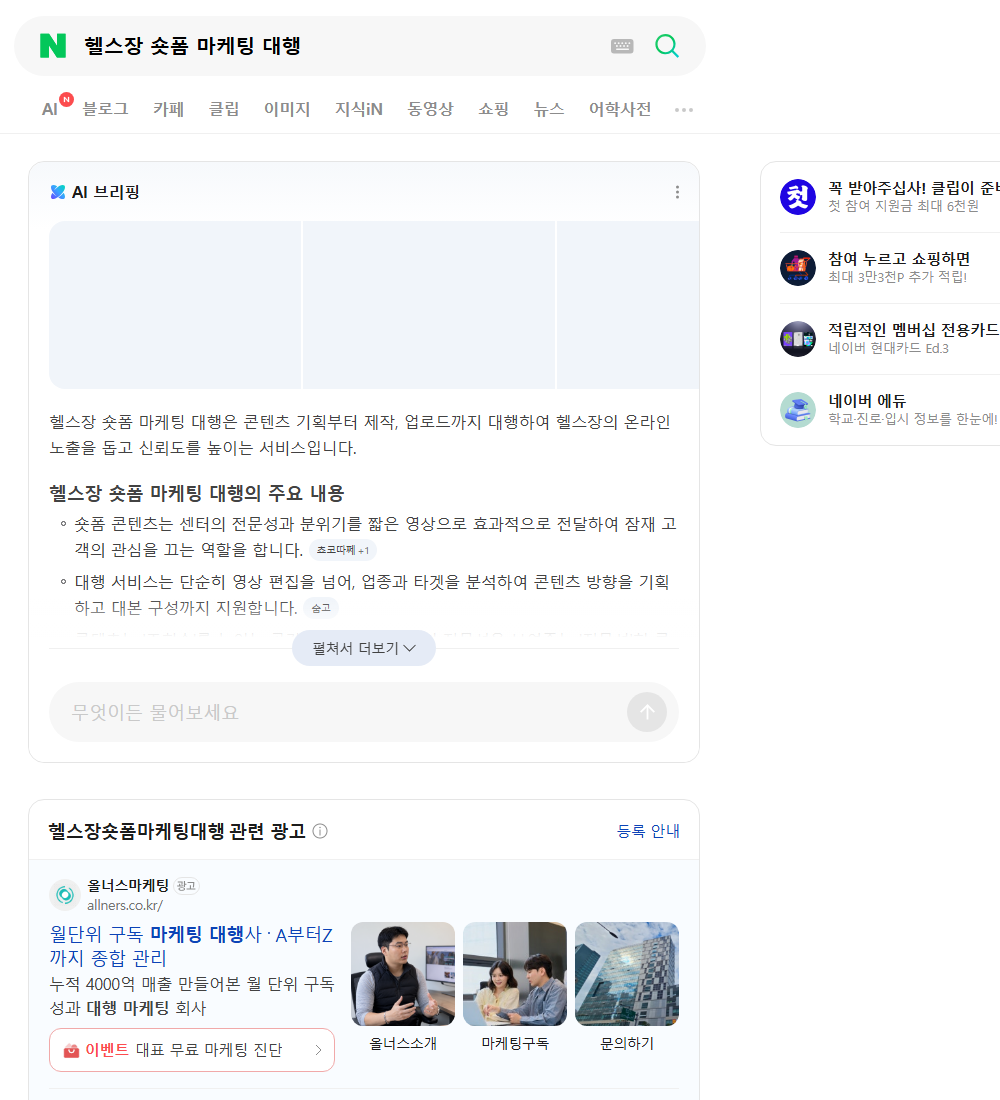 헬스장 숏폼 마케팅 대행
AI
N
블로그
카페
클립
이미지
지식iN
동영상
쇼핑
뉴스
어학사전
AI 브리핑
헬스장 숏폼 마케팅 대행은 콘텐츠 기획부터 제작, 업로드까지 대행하여 헬스장의 온라인
노출을 돕고 신뢰도를 높이는 서비스입니다.
헬스장 숏폼 마케팅 대행의 주요 내용
숏폼 콘텐츠는 센터의 전문성과 분위기를 짧은 영상으로 효과적으로 전달하여 잠재 고
객의 관심을 끄는 역할을 합니다. 쵸코따찌 +1
대행 서비스는 단순히 영상 편집을 넘어, 업종과 타겟을 분석하여 콘텐츠 방향을 기획
하고 대본 구성까지 지원합니다. 숨고
펼쳐서 더보기
무엇이든 물어보세요
헬스장숏폼마케팅대행 관련 광고
등록 안내
올너스마케팅 광고
allners.co.kr/
월단위 구독 마케팅 대행사 · A부터Z
까지 종합 관리
누적 4000억 매출 만들어본 월 단위 구독
성과 대행 마케팅 회사
이벤트 대표 무료 마케팅 진단
올너스소개
마케팅구독
문의하기
첫
꼭 받아주십사! 클립이 준비
첫 참여 지원금 최대 6천원
참여 누르고 쇼핑하면
최대 3만3천P 추가 적립!
적립적인 멤버십 전용카드
네이버 현대카드 Ed.3
네이버 에듀
학교·진로·입시 정보를 한눈에!